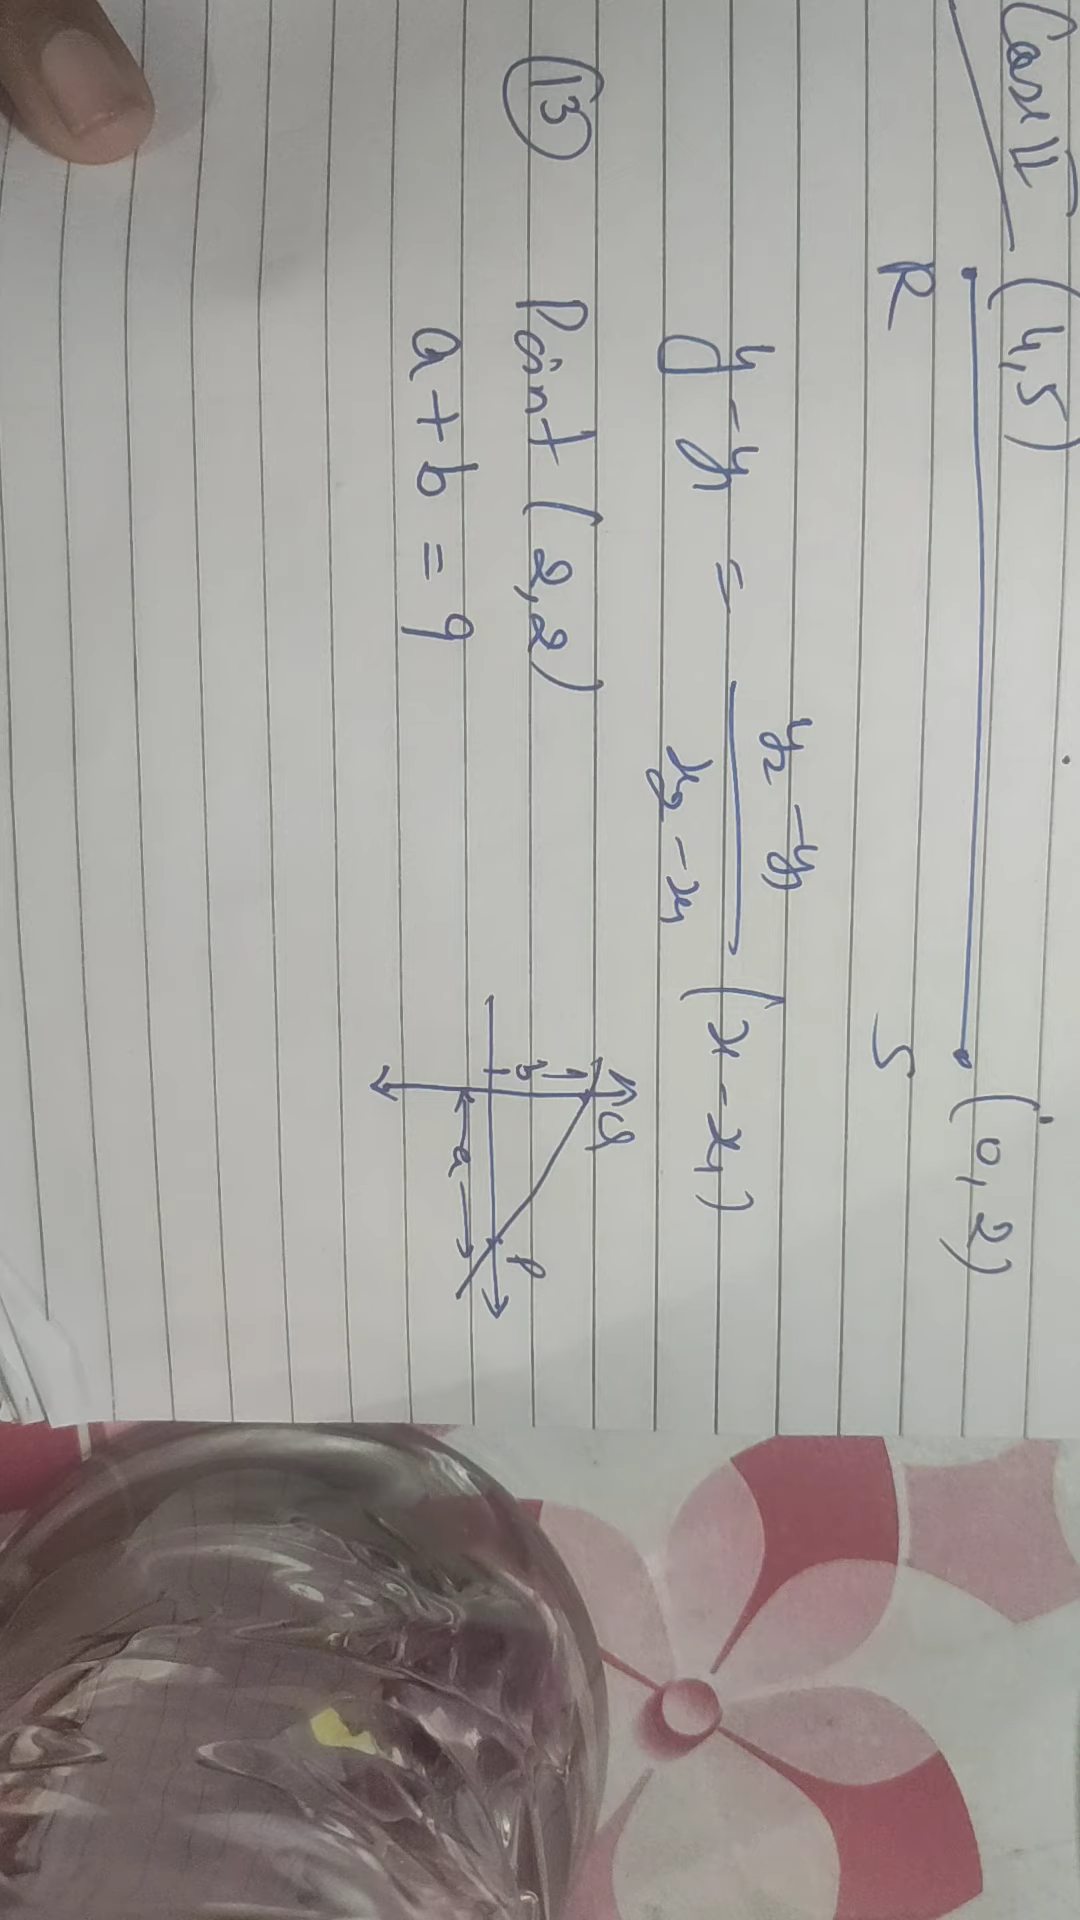 Case II (4,5) (0,2)
R S
y - y₁ = y₂ - y₁ / x₂ - x₁ (x - x₁)
13 Point (2,2)
a + b = 9
b
a
P